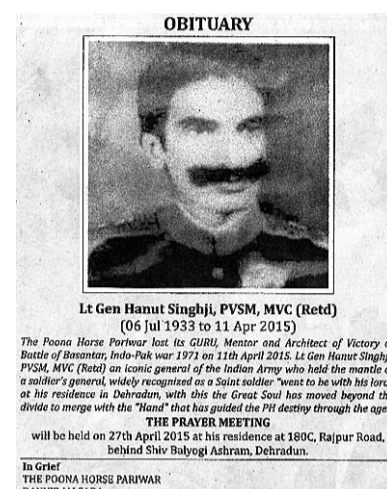 OBITUARY
Lt Gen Hanut Singhji, PVSM, MVC (Retd)
(06 Jul 1933 to 11 Apr 2015)
The Poona Horse Pariwar lost its GURU, Mentor and Architect of Victory o
Battle of Basantar, Indo-Pak war 1971 on 11th April 2015. Lt Gen Hanut Singhj
PVSM, MVC (Retd) an iconic general of the Indian Army who held the mantle o
a soldier's general, widely recognized as a Saint soldier "went to be with his lord
at his residence in Dehradun, with this the Great Soul has moved beyond th
divide to merge with the "Hand" that has guided the PH destiny through the age
THE PRAYER MEETING
will be held on 27th April 2015 at his residence at 180C, Rajpur Road,
behind Shiv Balyogi Ashram, Dehradun.
In Grief
THE POONA HORSE PARIWAR